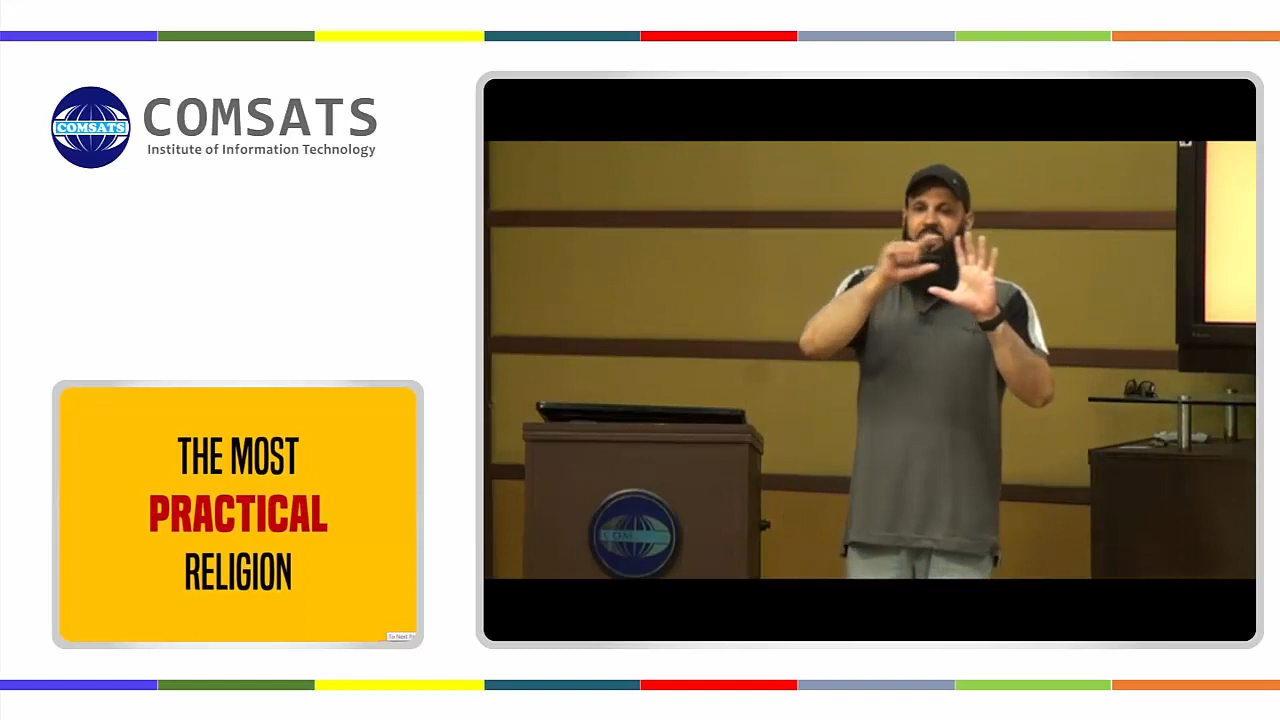 COMSATS
COMSATS
Institute of Information Technology
THE MOST
PRACTICAL
RELIGION